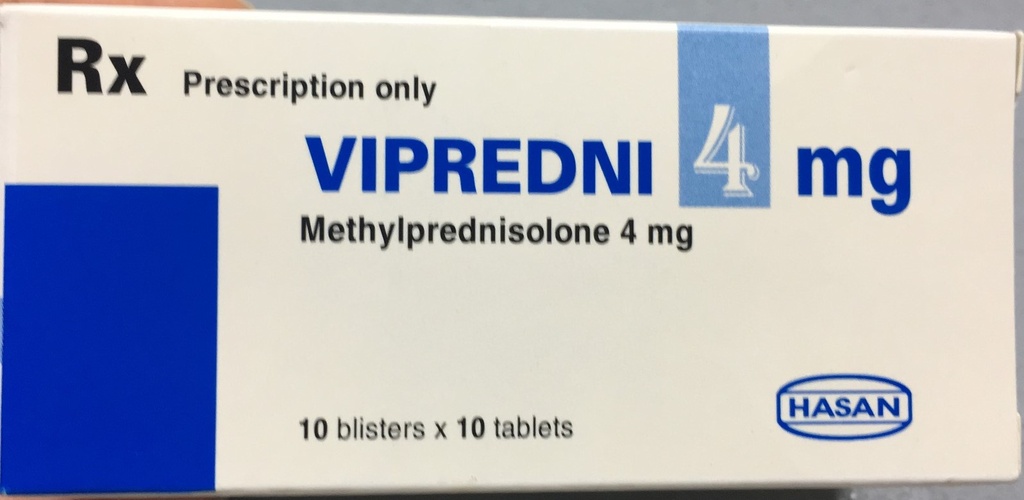 Rx Prescription only
VIPREDNI 4 mg
Methylprednisolone 4 mg
10 blisters x 10 tablets
HASAN